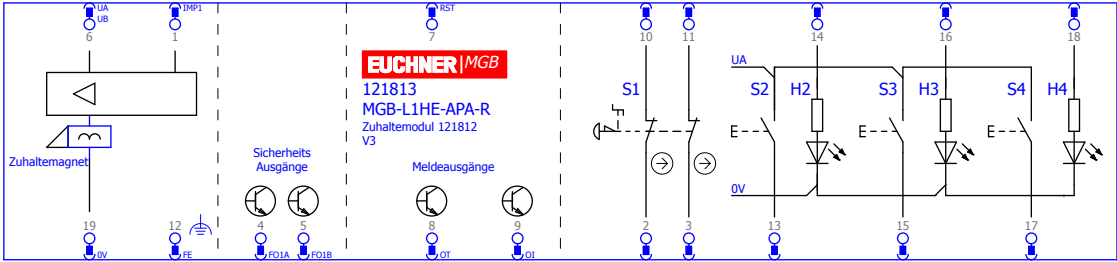 UA
UB
IMP1
RST
6
1
7
10
11
14
16
18
EUCHNER MGB
121813
MGB-L1HE-APA-R
Zuhaltemodul 121812
V3
UA
S1
S2
H2
S3
H3
S4
H4
E
E
E
Zuhaltemagnet
Sicherheits
Ausgänge
Meldeausgänge
0V
19
12
4
5
8
9
2
3
13
15
17
0V
FE
FO1A
FO1B
OT
OI